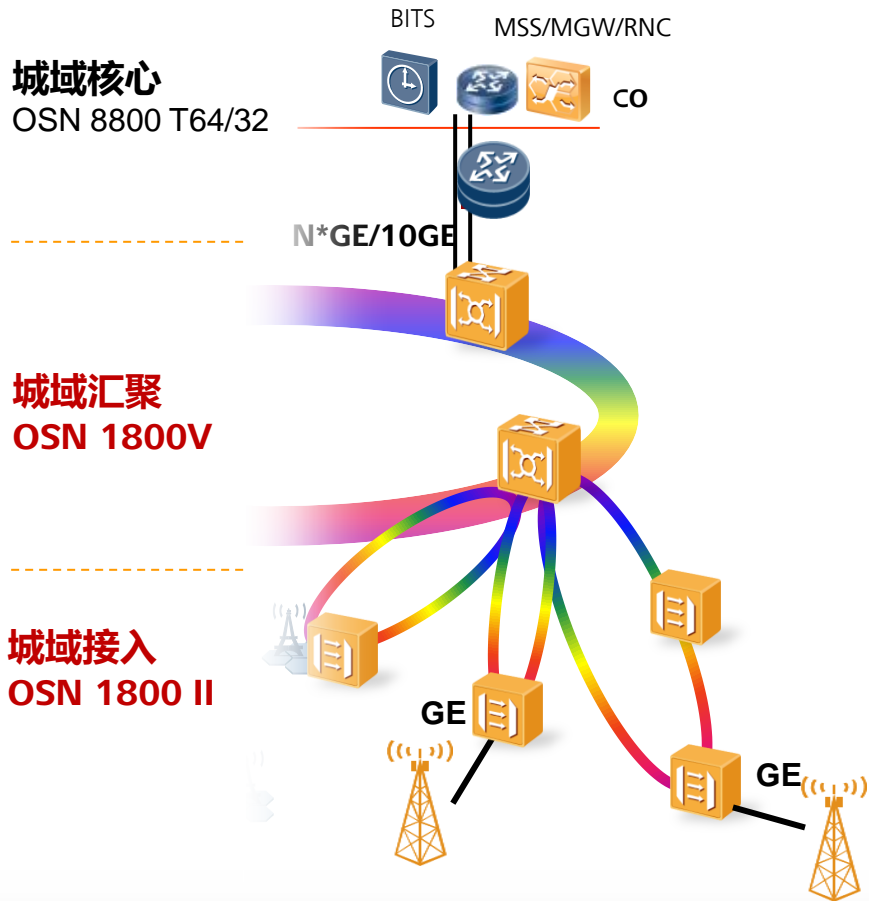 BITS
MSS/MGW/RNC
城域核心
OSN 8800 T64/32
CO
N*GE/10GE
城域汇聚
OSN 1800V
城域接入
OSN 1800 II
GE
GE